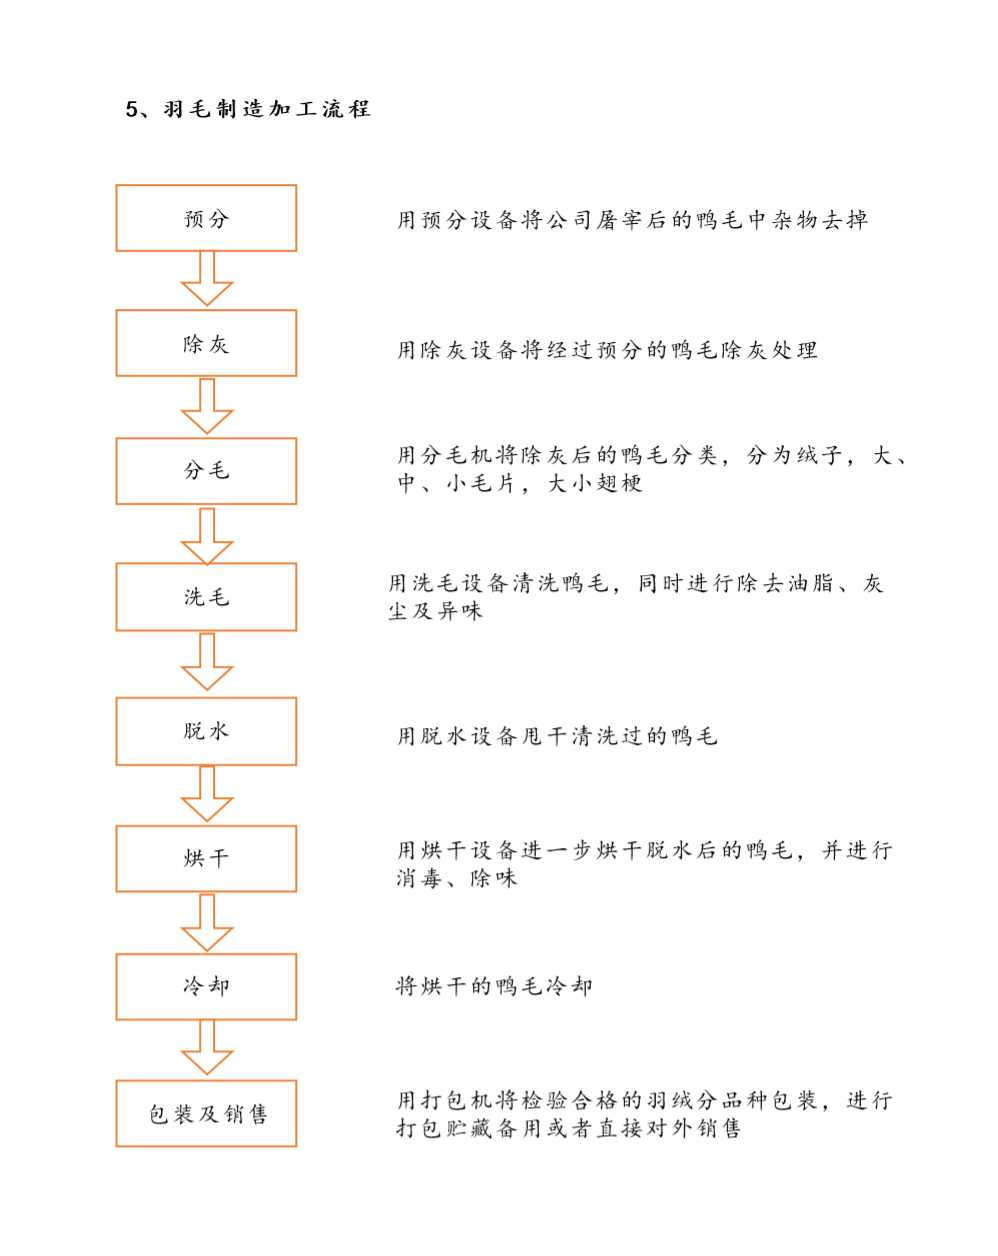 5、羽毛制造加工流程
预分
用预分设备将公司屠宰后的鸭毛中杂物去掉
除灰
用除灰设备将经过预分的鸭毛除灰处理
分毛
用分毛机将除灰后的鸭毛分类，分为绒子，大、
中、小毛片，大小翅梗
洗毛
用洗毛设备清洗鸭毛，同时进行除去油脂、灰
尘及异味
脱水
用脱水设备甩干清洗过的鸭毛
烘干
用烘干设备进一步烘干脱水后的鸭毛，并进行
消毒、除味
冷却
将烘干的鸭毛冷却
包装及销售
用打包机将检验合格的羽绒分品种包装，进行
打包贮藏备用或者直接对外销售